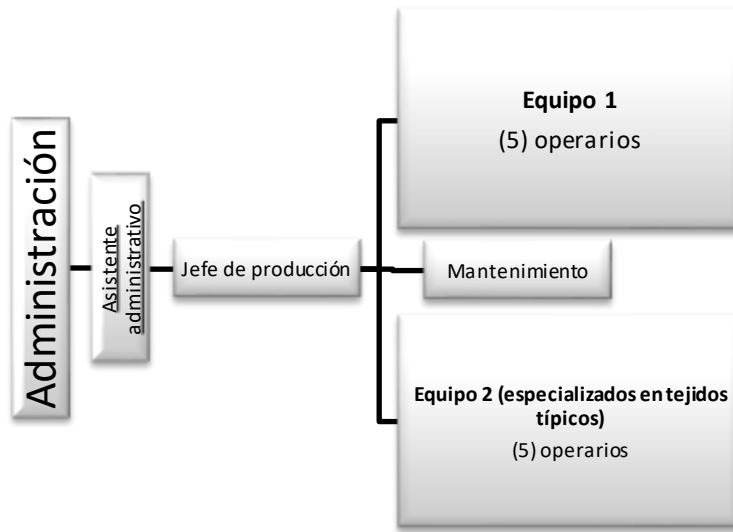 Administración
Asistente
administrativo
Jefe de producción
Equipo 1
(5) operarios
Mantenimiento
Equipo 2 (especializados en tejidos
típicos)
(5) operarios